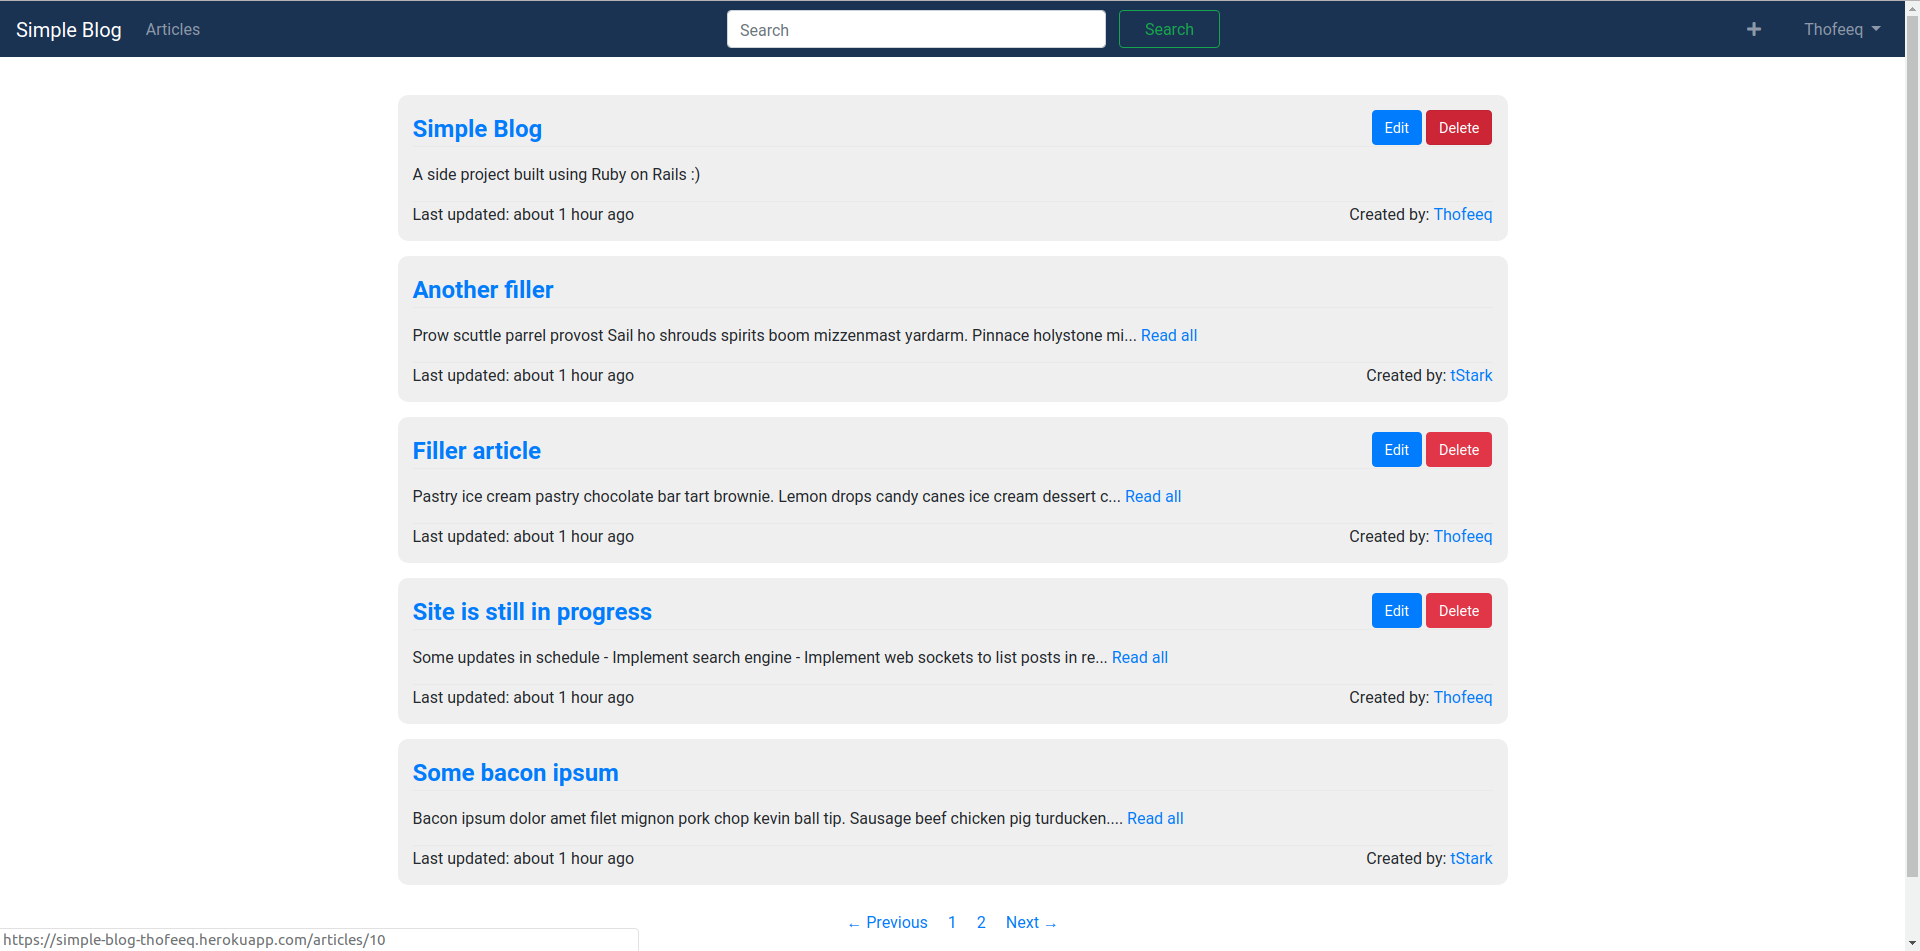 Simple Blog Articles Search Search + Thofeeq
Simple Blog Edit Delete
A side project built using Ruby on Rails :)
Last updated: about 1 hour ago Created by: Thofeeq
Another filler
Prow scuttle parrel provost Sail ho shrouds spirits boom mizzenmast yardarm. Pinnace holystone mi... Read all
Last updated: about 1 hour ago Created by: tStark
Filler article Edit Delete
Pastry ice cream pastry chocolate bar tart brownie. Lemon drops candy canes ice cream dessert c... Read all
Last updated: about 1 hour ago Created by: Thofeeq
Site is still in progress Edit Delete
Some updates in schedule - Implement search engine - Implement web sockets to list posts in re... Read all
Last updated: about 1 hour ago Created by: Thofeeq
Some bacon ipsum
Bacon ipsum dolor amet filet mignon pork chop kevin ball tip. Sausage beef chicken pig turducken.... Read all
Last updated: about 1 hour ago Created by: tStark
← Previous 1 2 Next →
https://simple-blog-thofeeq.herokuapp.com/articles/10